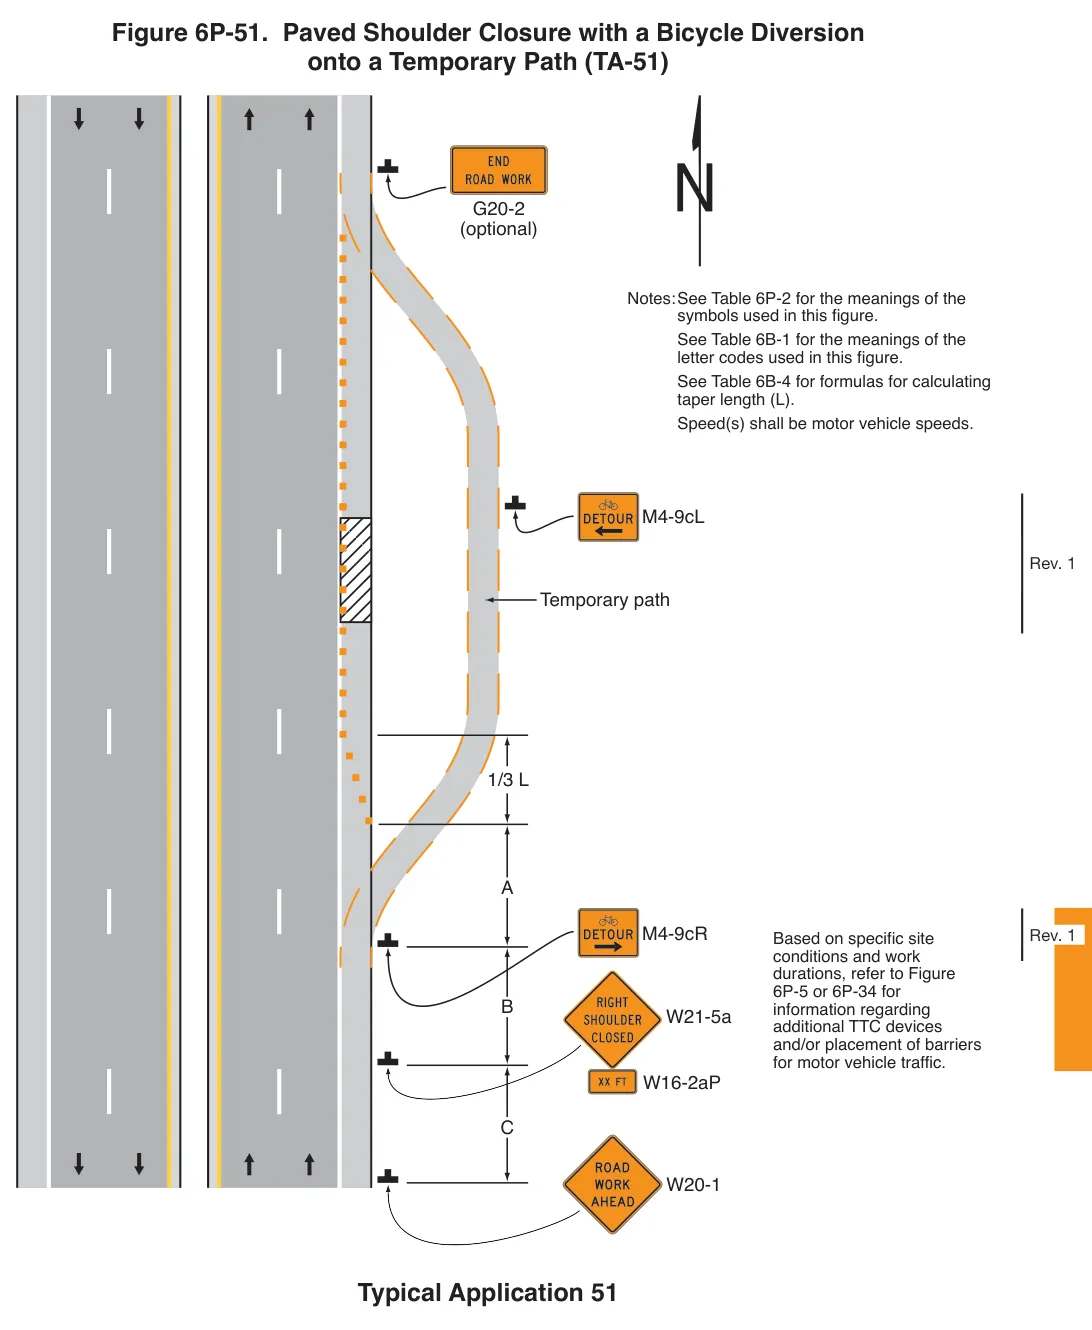 Figure 6P-51.  Paved Shoulder Closure with a Bicycle Diversion
onto a Temporary Path (TA-51)
END
ROAD WORK
G20-2
(optional)
N
Notes: See Table 6P-2 for the meanings of the
symbols used in this figure.
See Table 6B-1 for the meanings of the
letter codes used in this figure.
See Table 6B-4 for formulas for calculating
taper length (L).
Speed(s) shall be motor vehicle speeds.
DETOUR
M4-9cL
Rev. 1
Temporary path
1/3 L
A
DETOUR
M4-9cR
Rev. 1
Based on specific site
conditions and work
durations, refer to Figure
6P-5 or 6P-34 for
information regarding
additional TTC devices
and/or placement of barriers
for motor vehicle traffic.
B
RIGHT
SHOULDER
CLOSED
W21-5a
XX FT
W16-2aP
C
ROAD
WORK
AHEAD
W20-1
Typical Application 51